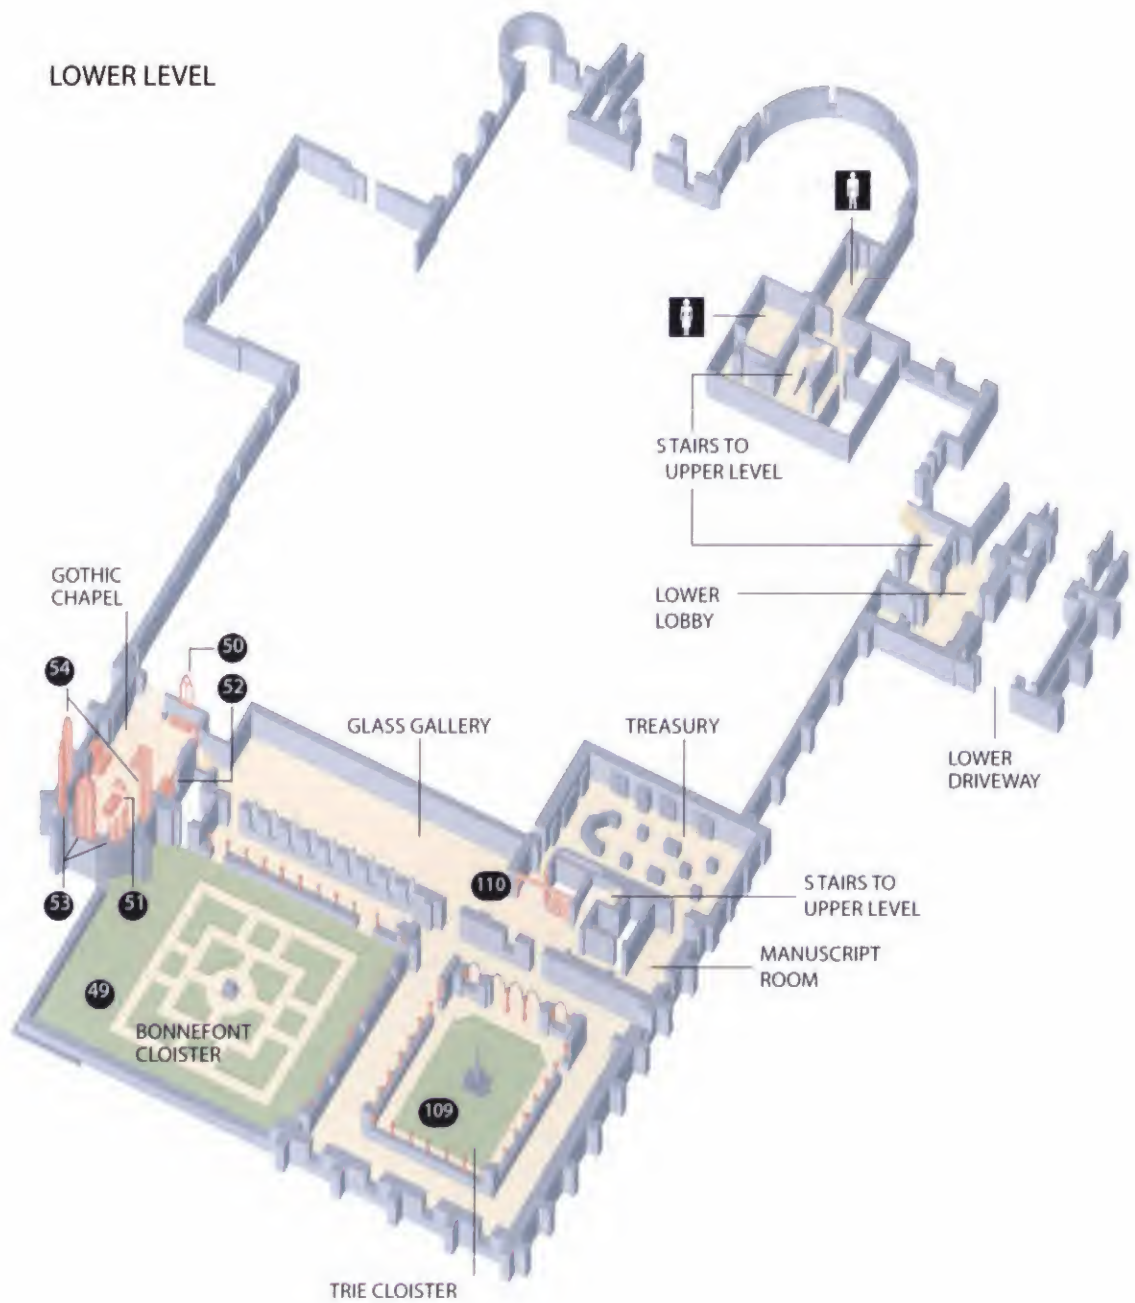 LOWER LEVEL
STAIRS TO
UPPER LEVEL
GOTHIC
CHAPEL
LOWER
LOBBY
54
50
52
GLASS GALLERY
TREASURY
LOWER
DRIVEWAY
110
STAIRS TO
UPPER LEVEL
53
51
MANUSCRIPT
ROOM
49
BONNEFONT
CLOISTER
109
TRIE CLOISTER